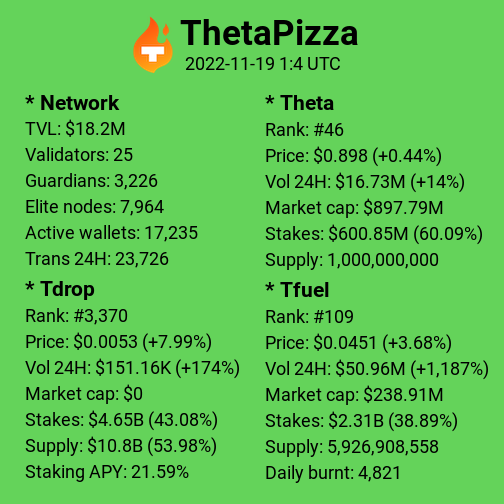 ThetaPizza
2022-11-19 1:4 UTC
* Network
TVL: $18.2M
Validators: 25
Guardians: 3,226
Elite nodes: 7,964
Active wallets: 17,235
Trans 24H: 23,726
* Theta
Rank: #46
Price: $0.898 (+0.44%)
Vol 24H: $16.73M (+14%)
Market cap: $897.79M
Stakes: $600.85M (60.09%)
Supply: 1,000,000,000
* Tdrop
Rank: #3,370
Price: $0.0053 (+7.99%)
Vol 24H: $151.16K (+174%)
Market cap: $0
Stakes: $4.65B (43.08%)
Supply: $10.8B (53.98%)
Staking APY: 21.59%
* Tfuel
Rank: #109
Price: $0.0451 (+3.68%)
Vol 24H: $50.96M (+1,187%)
Market cap: $238.91M
Stakes: $2.31B (38.89%)
Supply: 5,926,908,558
Daily burnt: 4,821